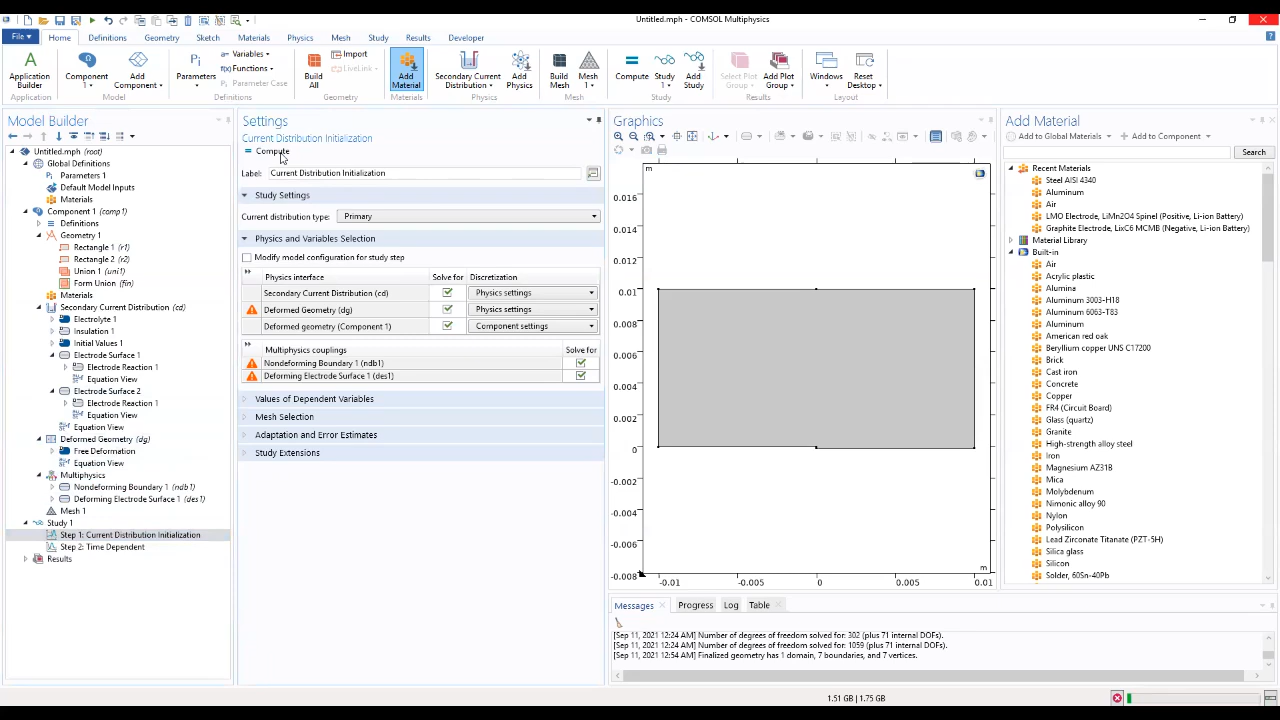 Untitled.mph - COMSOL Multiphysics
File
Home
Definitions
Geometry
Sketch
Materials
Physics
Mesh
Study
Results
Developer
Application Builder
Component 1
Add Component
Parameters
Variables
Functions
Parameter Case
Build All
Import
LiveLink
Add Material
Secondary Current Distribution
Add Physics
Build Mesh
Mesh 1
Compute
Study 1
Add Study
Select Plot Group
Add Plot Group
Windows
Reset Desktop
Application
Model
Definitions
Geometry
Materials
Physics
Mesh
Study
Results
Layout
Model Builder
Untitled.mph (root)
Global Definitions
Parameters 1
Default Model Inputs
Materials
Component 1 (comp1)
Definitions
Geometry 1
Rectangle 1 (r1)
Rectangle 2 (r2)
Union 1 (uni1)
Form Union (fin)
Materials
Secondary Current Distribution (cd)
Electrolyte 1
Insulation 1
Initial Values 1
Electrode Surface 1
Electrode Reaction 1
Equation View
Electrode Surface 2
Electrode Reaction 1
Equation View
Deformed Geometry (dg)
Free Deformation
Equation View
Multiphysics
Nondeforming Boundary 1 (ndb1)
Deforming Electrode Surface 1 (des1)
Mesh 1
Study 1
Step 1: Current Distribution Initialization
Step 2: Time Dependent
Results
Settings
Current Distribution Initialization
= Compute
Label: Current Distribution Initialization
Study Settings
Current distribution type: Primary
Physics and Variables Selection
Modify model configuration for study step
Physics interface Solve for Discretization
Secondary Current Distribution (cd) Physics settings
Deformed Geometry (dg) Physics settings
Deformed geometry (Component 1) Component settings
Multiphysics couplings Solve for
Nondeforming Boundary 1 (ndb1)
Deforming Electrode Surface 1 (des1)
Values of Dependent Variables
Mesh Selection
Adaptation and Error Estimates
Study Extensions
Graphics
m
0.016
0.014
0.012
0.01
0.008
0.006
0.004
0.002
0
-0.002
-0.004
-0.006
-0.008
m
-0.01 -0.005 0 0.005 0.01
Messages
Progress
Log
Table
[Sep 11, 2021 12:24 AM] Number of degrees of freedom solved for: 302 (plus 71 internal DOFs).
[Sep 11, 2021 12:24 AM] Number of degrees of freedom solved for: 1059 (plus 71 internal DOFs).
[Sep 11, 2021 12:54 AM] Finalized geometry has 1 domain, 7 boundaries, and 7 vertices.
Add Material
Add to Global Materials
Add to Component
Search
Recent Materials
Steel AISI 4340
Aluminum
Air
LMO Electrode, LiMn2O4 Spinel (Positive, Li-ion Battery)
Graphite Electrode, LixC6 MCMB (Negative, Li-ion Battery)
Material Library
Built-in
Air
Acrylic plastic
Alumina
Aluminum 3003-H18
Aluminum 6063-T83
Aluminum
American red oak
Beryllium copper UNS C17200
Brick
Cast iron
Concrete
Copper
FR4 (Circuit Board)
Glass (quartz)
Granite
High-strength alloy steel
Iron
Magnesium AZ31B
Mica
Molybdenum
Nimonic alloy 90
Nylon
Polysilicon
Lead Zirconate Titanate (PZT-5H)
Silica glass
Silicon
Solder, 60Sn-40Pb
1.51 GB | 1.75 GB